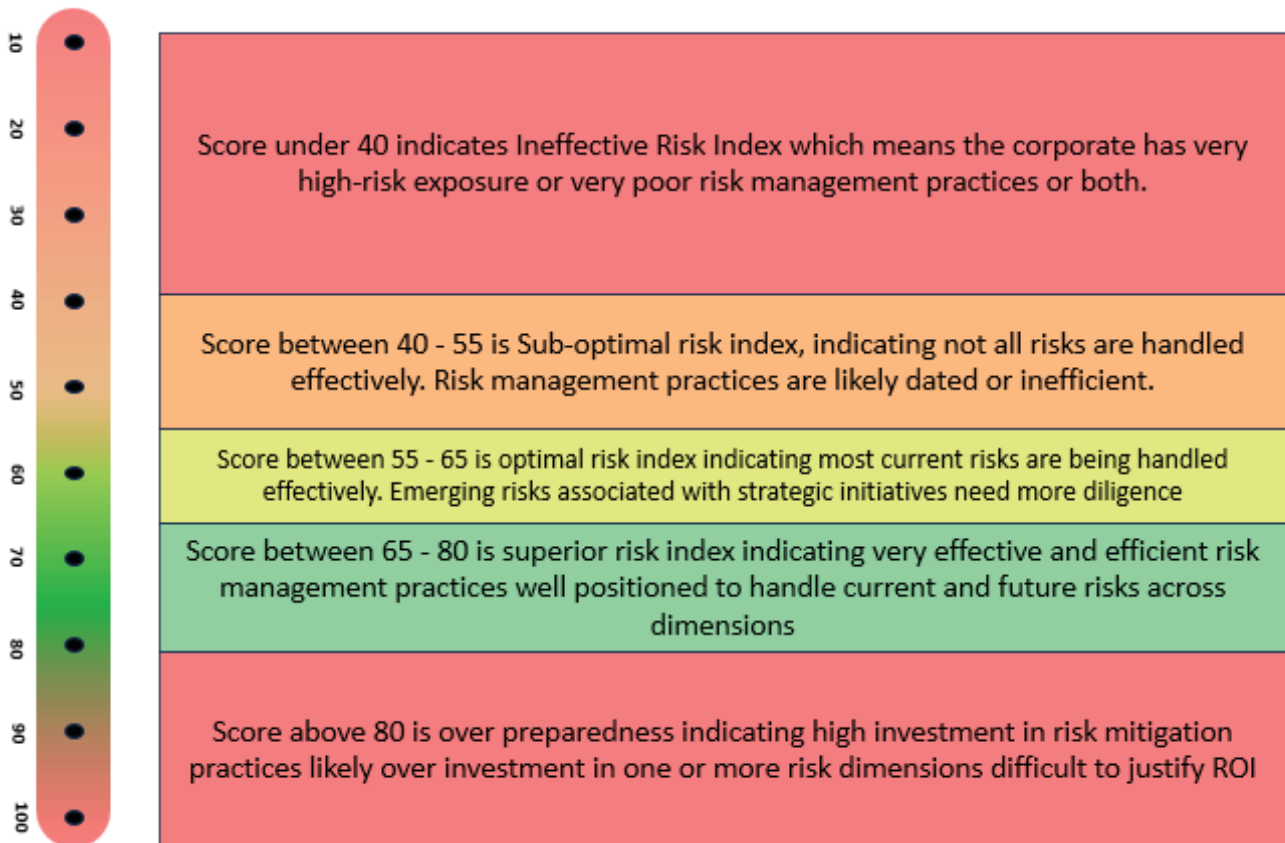 10
20
30
40
50
60
70
80
90
100
Score under 40 indicates Ineffective Risk Index which means the corporate has very
high-risk exposure or very poor risk management practices or both.
Score between 40 - 55 is Sub-optimal risk index, indicating not all risks are handled
effectively. Risk management practices are likely dated or inefficient.
Score between 55 - 65 is optimal risk index indicating most current risks are being handled
effectively. Emerging risks associated with strategic initiatives need more diligence
Score between 65 - 80 is superior risk index indicating very effective and efficient risk
management practices well positioned to handle current and future risks across
dimensions
Score above 80 is over preparedness indicating high investment in risk mitigation
practices likely over investment in one or more risk dimensions difficult to justify ROI